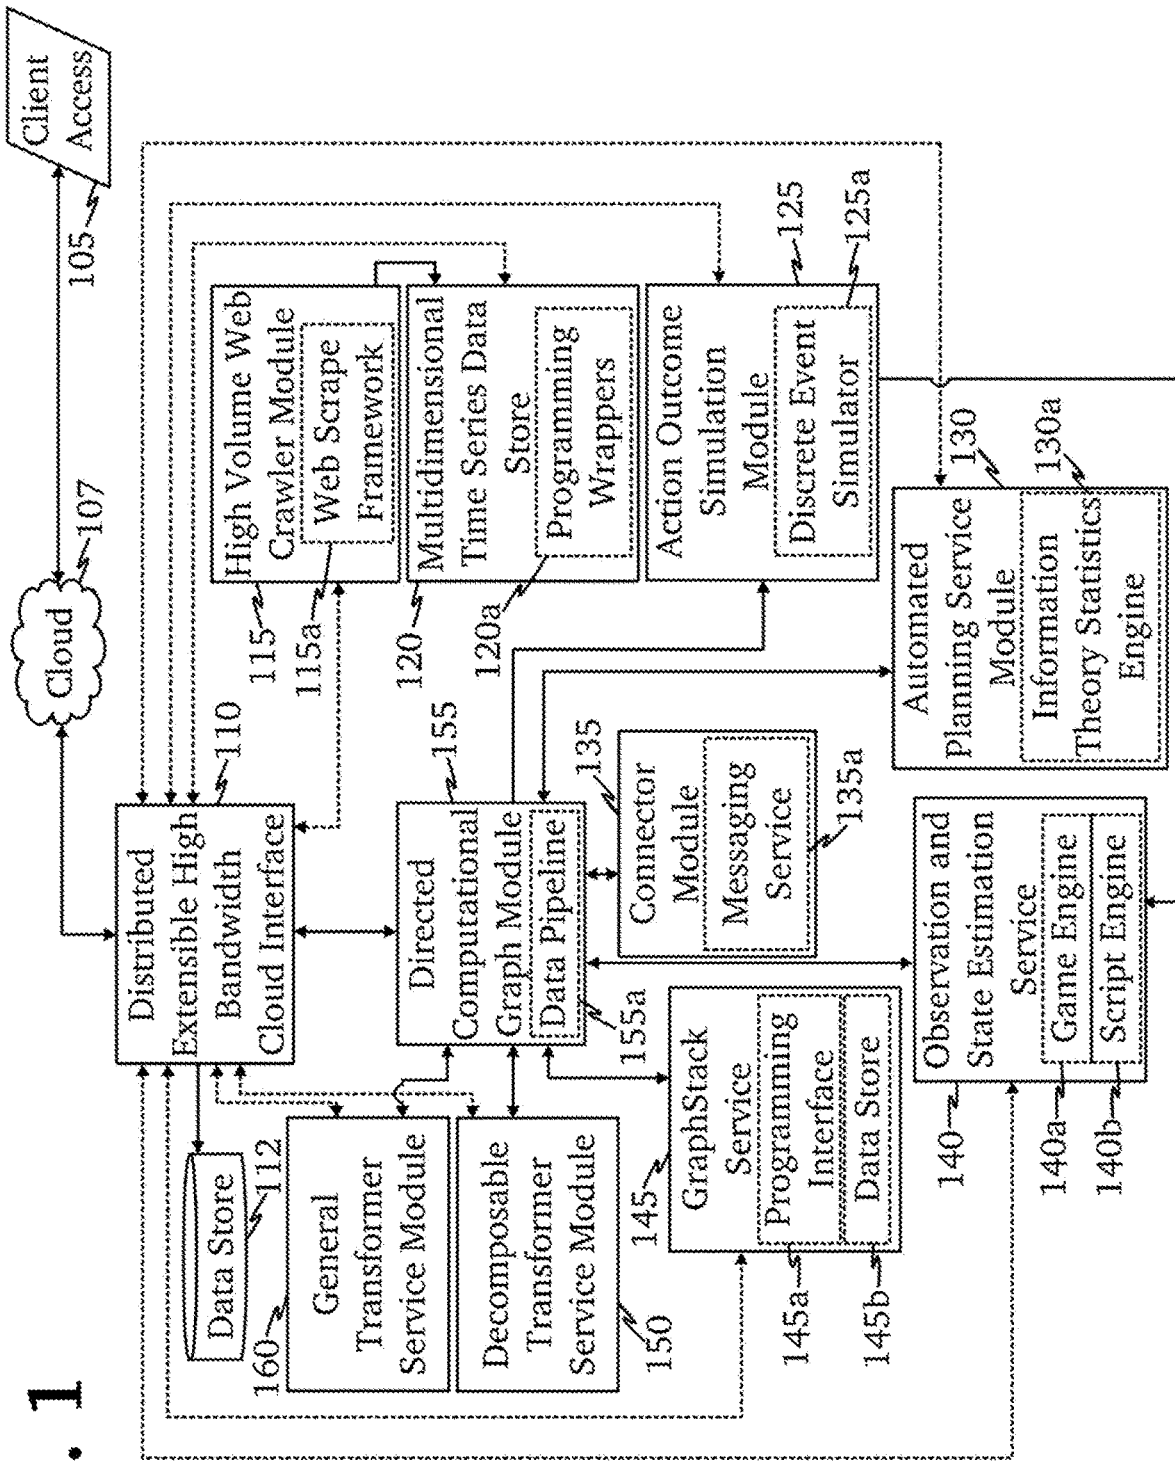 . 1
Client
Access
105
Cloud
107
Distributed
Extensible High
Bandwidth
Cloud Interface
110
Data Store
112
High Volume Web
Crawler Module
Web Scrape
Framework
115
115a
Multidimensional
Time Series Data
Store
Programming
Wrappers
120
120a
Action Outcome
Simulation
Module
Discrete Event
Simulator
125
125a
Automated
Planning Service
Module
Information
Theory Statistics
Engine
130
130a
Directed
Computational
Graph Module
Data Pipeline
155
155a
Connector
Module
Messaging
Service
135
135a
General
Transformer
Service Module
160
Decomposable
Transformer
Service Module
150
GraphStack
Service
Programming
Interface
Data Store
145
145a
145b
Observation and
State Estimation
Service
Game Engine
Script Engine
140
140a
140b